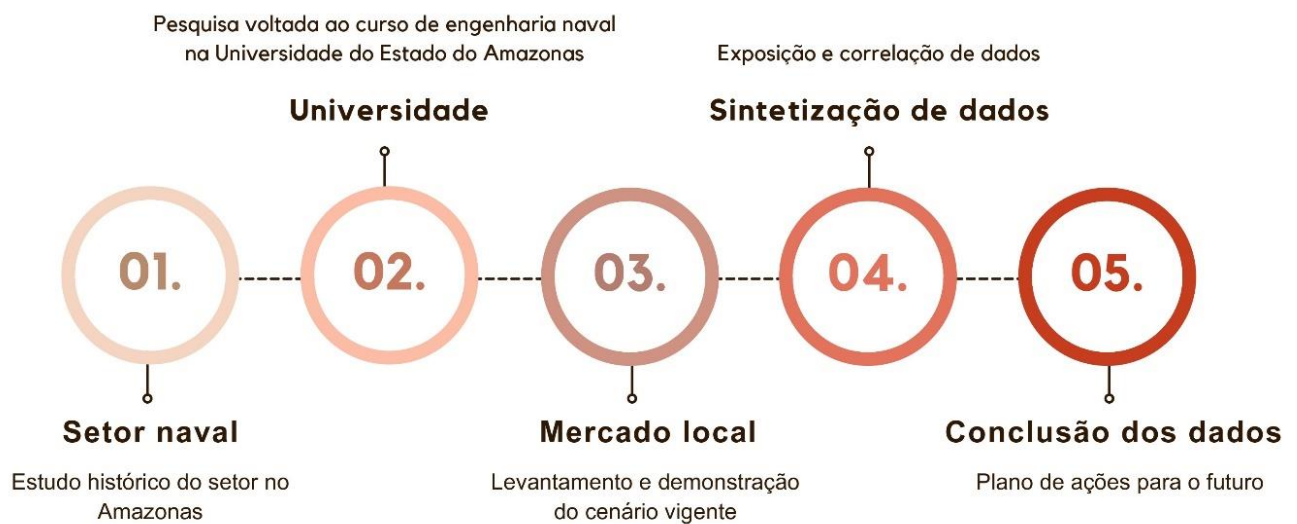 Pesquisa voltada ao curso de engenharia naval
na Universidade do Estado do Amazonas
Exposição e correlação de dados
Universidade
Sintetização de dados
01.
02.
03.
04.
05.
Setor naval
Mercado local
Conclusão dos dados
Estudo histórico do setor no
Amazonas
Levantamento e demonstração
do cenário vigente
Plano de ações para o futuro